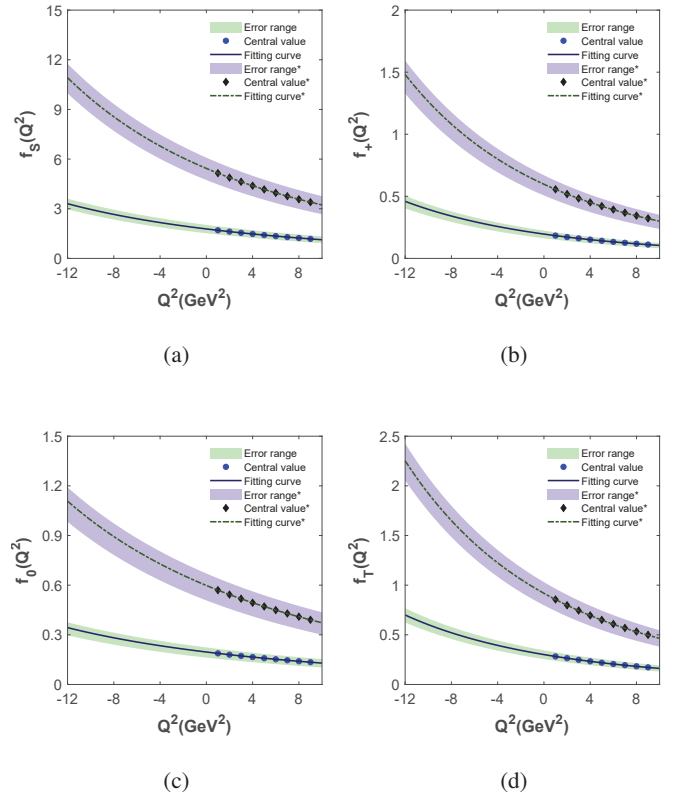 15
12
9
6
3
0
f_S(Q^2)
-12 -8 -4 0 4 8
Q^2(GeV^2)
Error range
Central value
Fitting curve
Error range*
Central value*
Fitting curve*
(a)
2
1.5
1
0.5
0
f_+(Q^2)
-12 -8 -4 0 4 8
Q^2(GeV^2)
Error range
Central value
Fitting curve
Error range*
Central value*
Fitting curve*
(b)
1.5
1.2
0.9
0.6
0.3
0
f_0(Q^2)
-12 -8 -4 0 4 8
Q^2(GeV^2)
Error range
Central value
Fitting curve
Error range*
Central value*
Fitting curve*
(c)
2.5
2
1.5
1
0.5
0
f_T(Q^2)
-12 -8 -4 0 4 8
Q^2(GeV^2)
Error range
Central value
Fitting curve
Error range*
Central value*
Fitting curve*
(d)